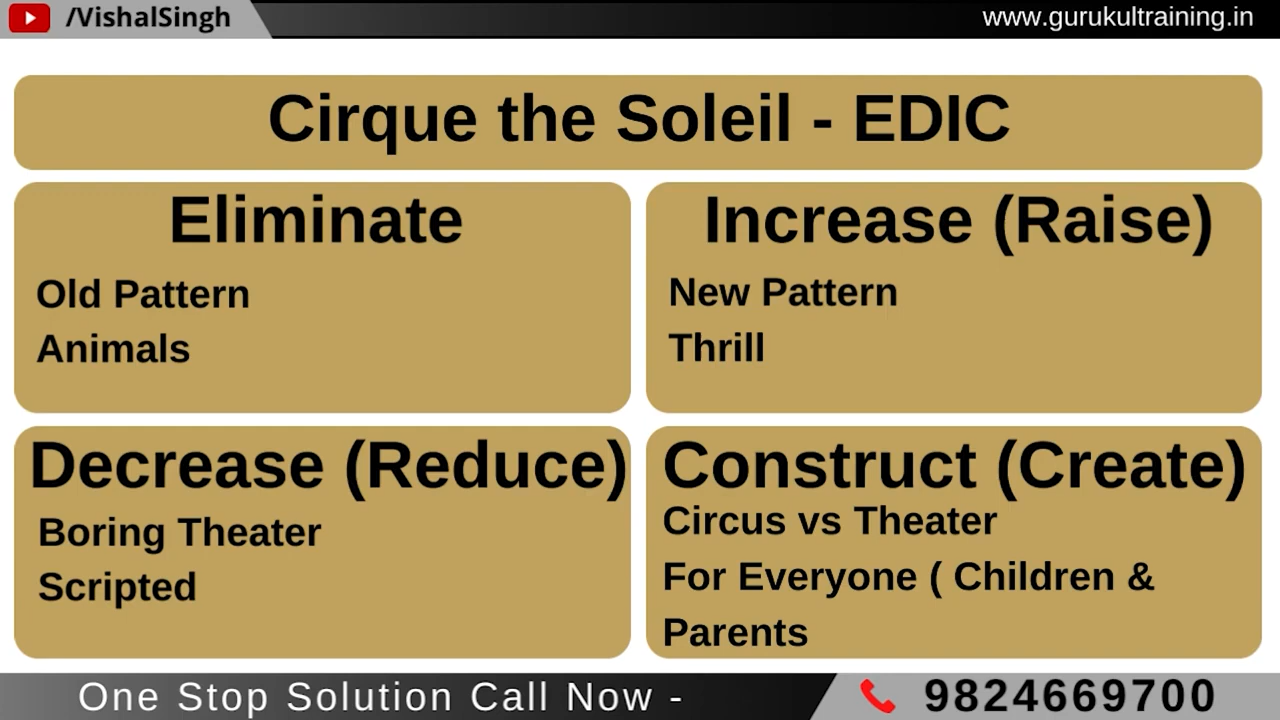 /VishalSingh
www.gurukultraining.in
Cirque the Soleil - EDIC
Eliminate
Old Pattern
Animals
Increase (Raise)
New Pattern
Thrill
Decrease (Reduce)
Boring Theater
Scripted
Construct (Create)
Circus vs Theater
For Everyone ( Children &
Parents
One Stop Solution Call Now -
9824669700